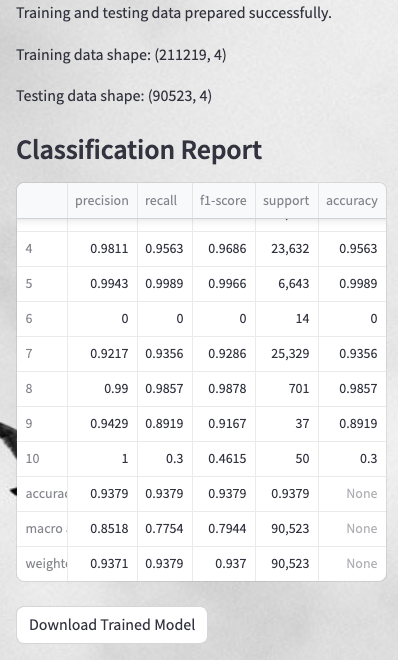 Training and testing data prepared successfully.
Training data shape: (211219, 4)
Testing data shape: (90523, 4)
Classification Report
precision recall f1-score support accuracy
4 0.9811 0.9563 0.9686 23,632 0.9563
5 0.9943 0.9989 0.9966 6,643 0.9989
6 0 0 0 14 0
7 0.9217 0.9356 0.9286 25,329 0.9356
8 0.99 0.9857 0.9878 701 0.9857
9 0.9429 0.8919 0.9167 37 0.8919
10 1 0.3 0.4615 50 0.3
accurac 0.9379 0.9379 0.9379 0.9379 None
macro 0.8518 0.7754 0.7944 90,523 None
weighte 0.9371 0.9379 0.937 90,523 None
Download Trained Model